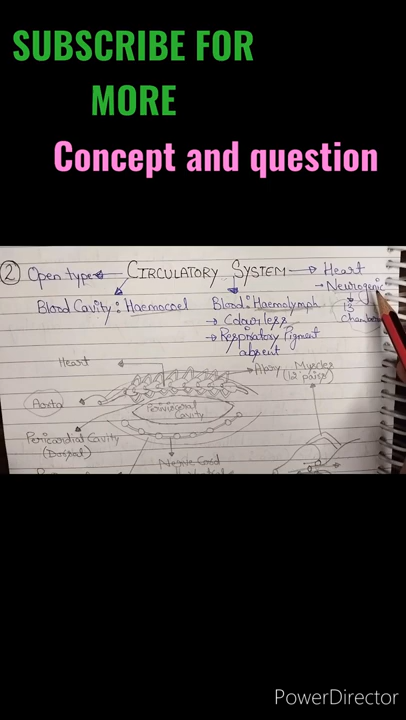 SUBSCRIBE FOR
MORE
Concept and question
② Open type CIRCULATORY SYSTEM Heart
→ Neurogenic
Blood Cavity: Haemocoel Blood: Haemolymph 13
→ Colourless Chamber
→ Respiratory Pigment
absent
Heart Alary Muscles
(12 pairs)
Aorta Perivisceral
Cavity
Pericardial Cavity
(Dorsal)
Nerve Cord
PowerDirector